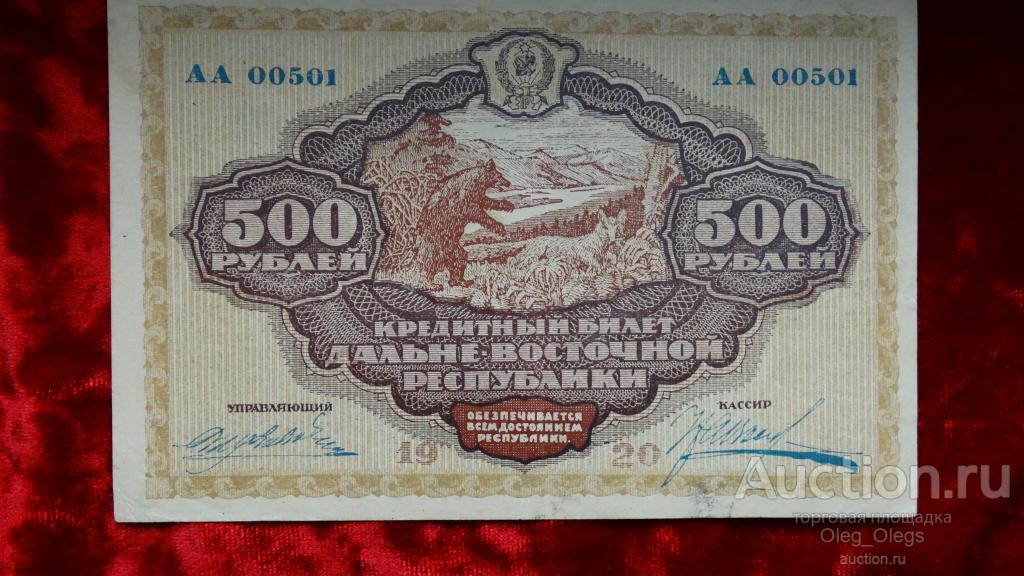 АА 00501
АА 00501
500
РУБЛЕЙ
500
РУБЛЕЙ
КРЕДИТНЫЙ БИЛЕТ
ДАЛЬНЕ-ВОСТОЧНОЙ
РЕСПУБЛИКИ
УПРАВЛЯЮЩИЙ
КАССИР
ОБЕЗПЕЧИВАЕТСЯ
ВСЕМ ДОСТОЯНИЕМ
РЕСПУБЛИКИ.
19 20
Auction.ru
торговая площадка
Oleg_Olegs
auction.ru